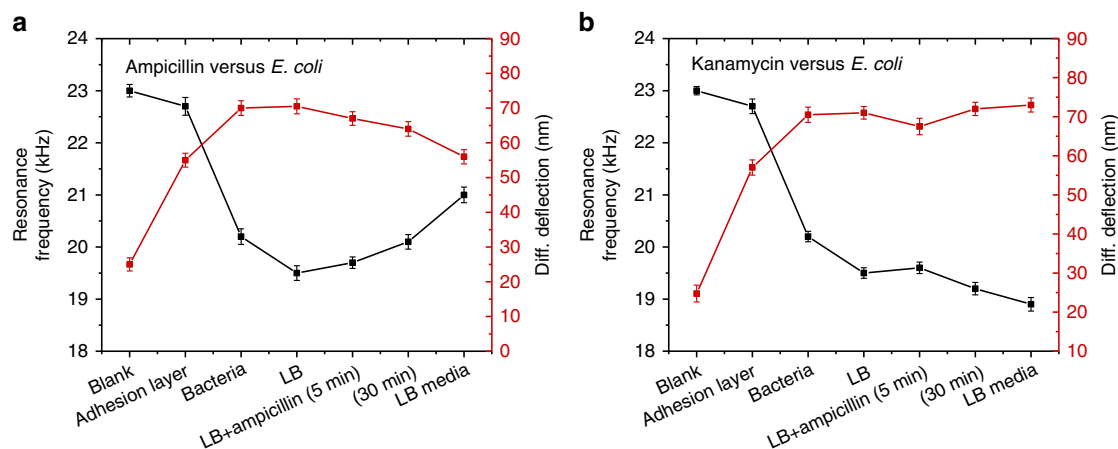 a
Ampicillin versus E. coli
Resonance
frequency (kHz)
24
23
22
21
20
19
18
90
80
70
60
50
40
30
20
10
0
Diff. deflection (nm)
Blank
Adhesion layer
Bacteria
LB
LB+ampicillin (5 min)
(30 min)
LB media
b
Kanamycin versus E. coli
Resonance
frequency (kHz)
24
23
22
21
20
19
18
90
80
70
60
50
40
30
20
10
Diff. deflection (nm)
Blank
Adhesion layer
Bacteria
LB
LB+ampicillin (5 min)
(30 min)
LB media